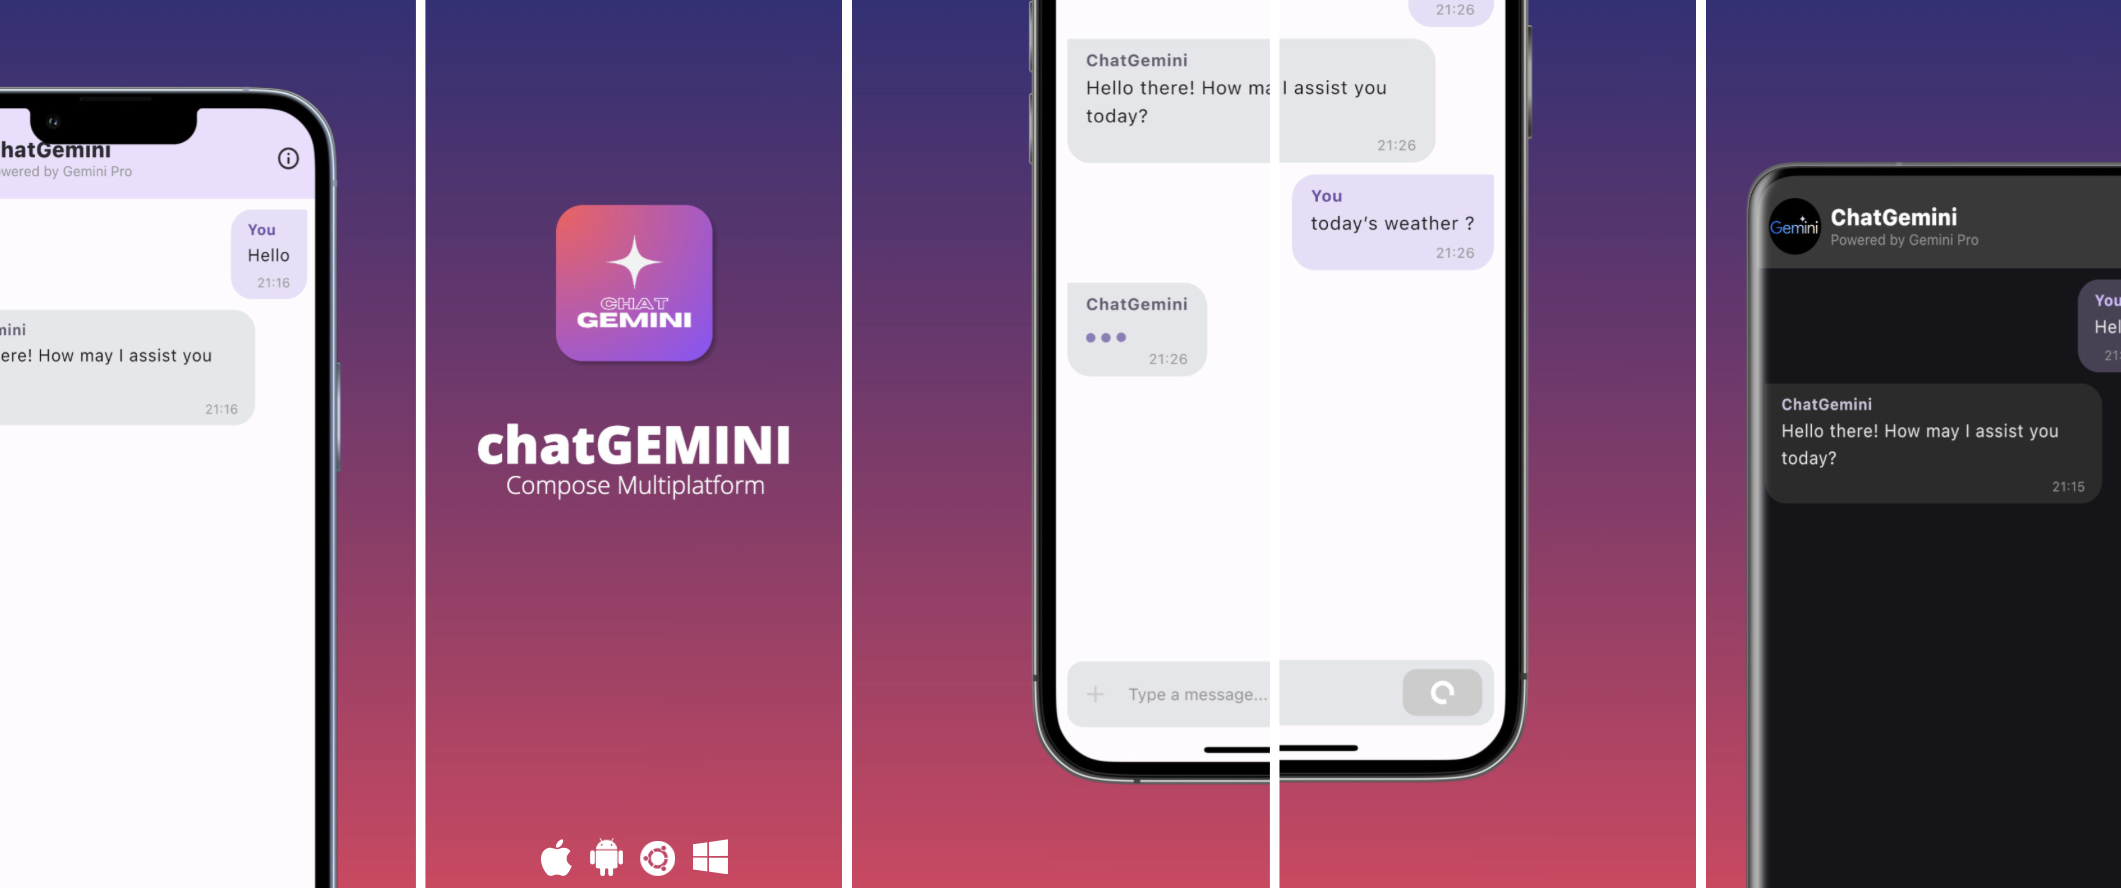 hatGemini
wered by Gemini Pro
You
Hello
21:16
mini
ere! How may I assist you
21:16
CHAT
GEMINI
chatGEMINI
Compose Multiplatform
21:26
ChatGemini
Hello there! How ma I assist you
today?
21:26
You
today's weather ?
21:26
ChatGemini
21:26
Type a message...
Gemini
ChatGemini
Powered by Gemini Pro
You
Hel
21:
ChatGemini
Hello there! How may I assist you
today?
21:15